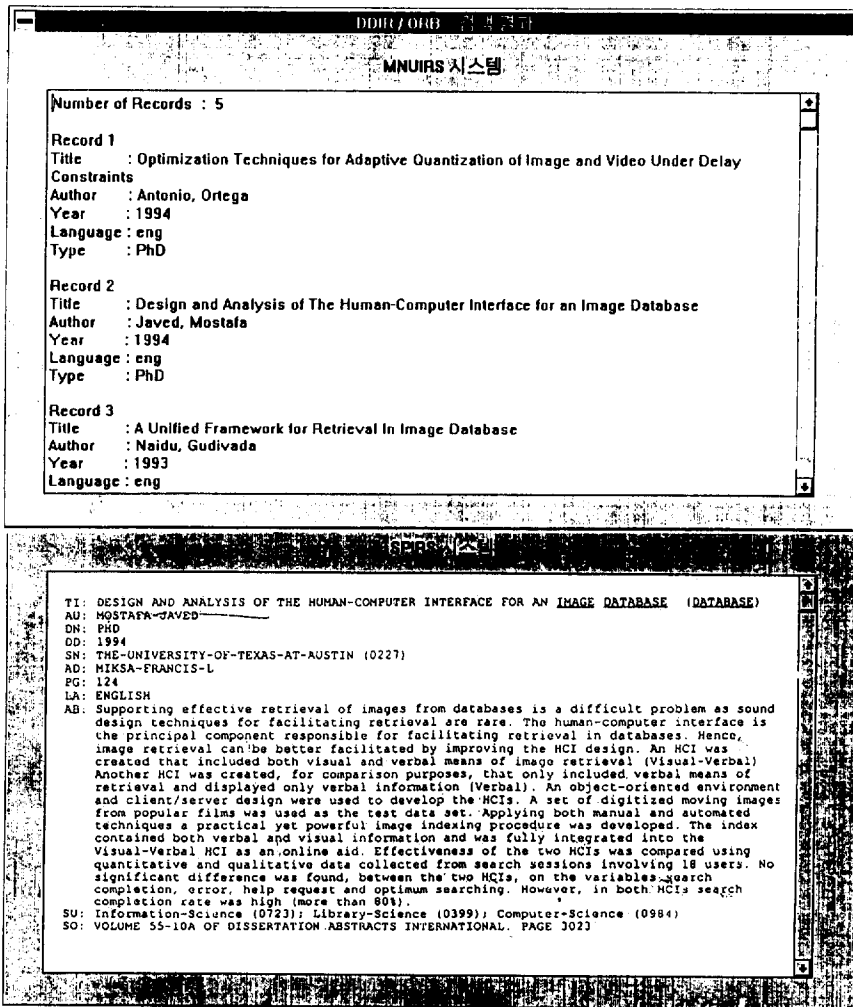 DDIR / ORB 검색결과
MNUIRS 시스템
Number of Records : 5
Record 1
Title : Optimization Techniques for Adaptive Quantization of Image and Video Under Delay
Constraints
Author : Antonio, Ortega
Year : 1994
Language : eng
Type : PhD
Record 2
Title : Design and Analysis of The Human-Computer Interface for an Image Database
Author : Javed, Mostafa
Year : 1994
Language : eng
Type : PhD
Record 3
Title : A Unified Framework for Retrieval In Image Database
Author : Naidu, Gudivada
Year : 1993
Language : eng
SPIRS 시스템
TI: DESIGN AND ANALYSIS OF THE HUMAN-COMPUTER INTERFACE FOR AN IMAGE DATABASE (DATABASE)
AU: MOSTAFA-JAVED
DN: PHD
DD: 1994
SN: THE-UNIVERSITY-OF-TEXAS-AT-AUSTIN (0227)
AD: MIKSA-FRANCIS-L
PG: 124
LA: ENGLISH
AB: Supporting effective retrieval of images from databases is a difficult problem as sound
design techniques for facilitating retrieval are rare. The human-computer interface is
the principal component responsible for facilitating retrieval in databases. Hence,
image retrieval can be better facilitated by improving the HCI design. An HCI was
created that included both visual and verbal means of image retrieval (Visual-Verbal)
Another HCI was created, for comparison purposes, that only included verbal means of
retrieval and displayed only verbal information (Verbal). An object-oriented environment
and client/server design were used to develop the HCIs. A set of digitized moving images
from popular films was used as the test data set. Applying both manual and automated
techniques a practical yet powerful image indexing procedure was developed. The index
contained both verbal and visual information and was fully integrated into the
Visual-Verbal HCI as an online aid. Effectiveness of the two HCIs was compared using
quantitative and qualitative data collected from search sessions involving 18 users. No
significant difference was found, between the two HCIs, on the variables search
completion, error, help request and optimum searching. However, in both HCIs search
completion rate was high (more than 80%).
SU: Information-Science (0723); Library-Science (0399); Computer-Science (0984)
SO: VOLUME 55-10A OF DISSERTATION ABSTRACTS INTERNATIONAL. PAGE 3023